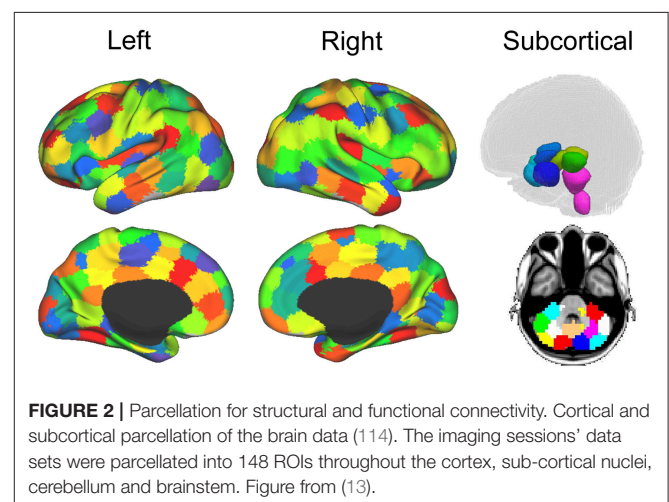 Left Right Subcortical
FIGURE 2 | Parcellation for structural and functional connectivity. Cortical and
subcortical parcellation of the brain data (114). The imaging sessions’ data
sets were parcellated into 148 ROIs throughout the cortex, sub-cortical nuclei,
cerebellum and brainstem. Figure from (13).